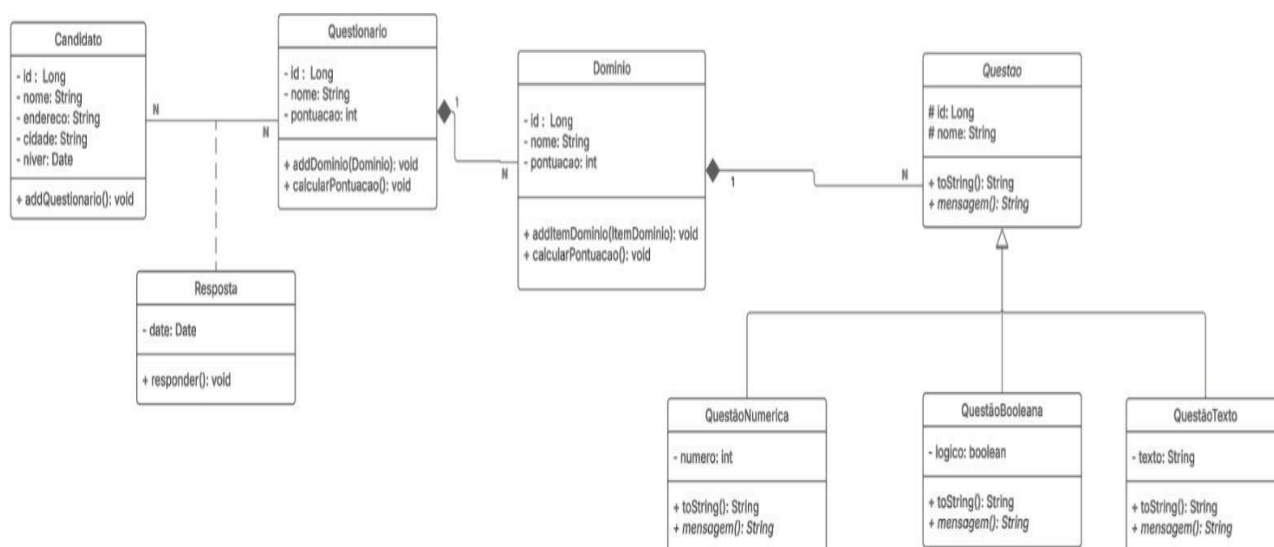 Candidato
- id : Long
- nome: String
- endereco: String
- cidade: String
- niver: Date
+ addQuestionario(): void
N
N
Questionario
- id : Long
- nome: String
- pontuacao: int
+ addDominio(Dominio): void
+ calcularPontuacao(): void
1
N
Dominio
- id : Long
- nome: String
- pontuacao: int
+ addItemDominio(ItemDominio): void
+ calcularPontuacao(): void
1
N
Questao
# id: Long
# nome: String
+ toString(): String
+ mensagem(): String
Resposta
- date: Date
+ responder(): void
QuestãoNumerica
- numero: int
+ toString(): String
+ mensagem(): String
QuestãoBooleana
- logico: boolean
+ toString(): String
+ mensagem(): String
QuestãoTexto
- texto: String
+ toString(): String
+ mensagem(): String